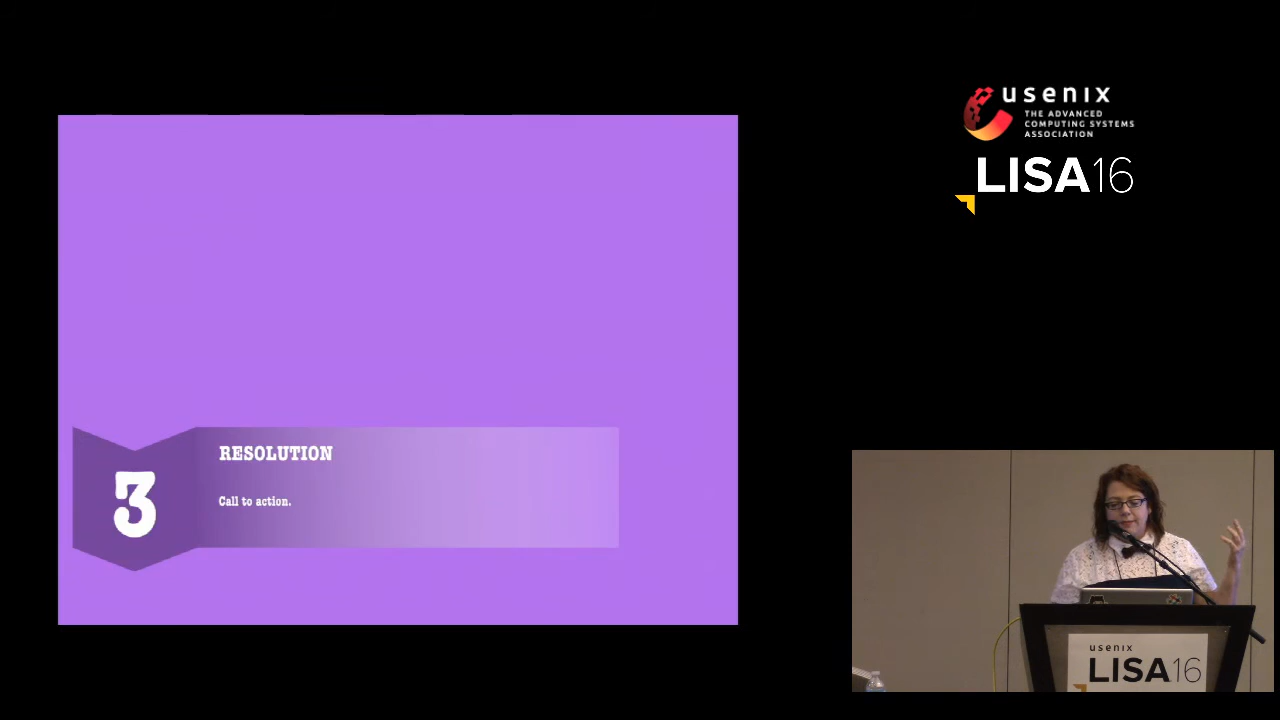 usenix
THE ADVANCED
COMPUTING SYSTEMS
ASSOCIATION
LISA16
3
RESOLUTION
Call to action.
usenix
LISA16